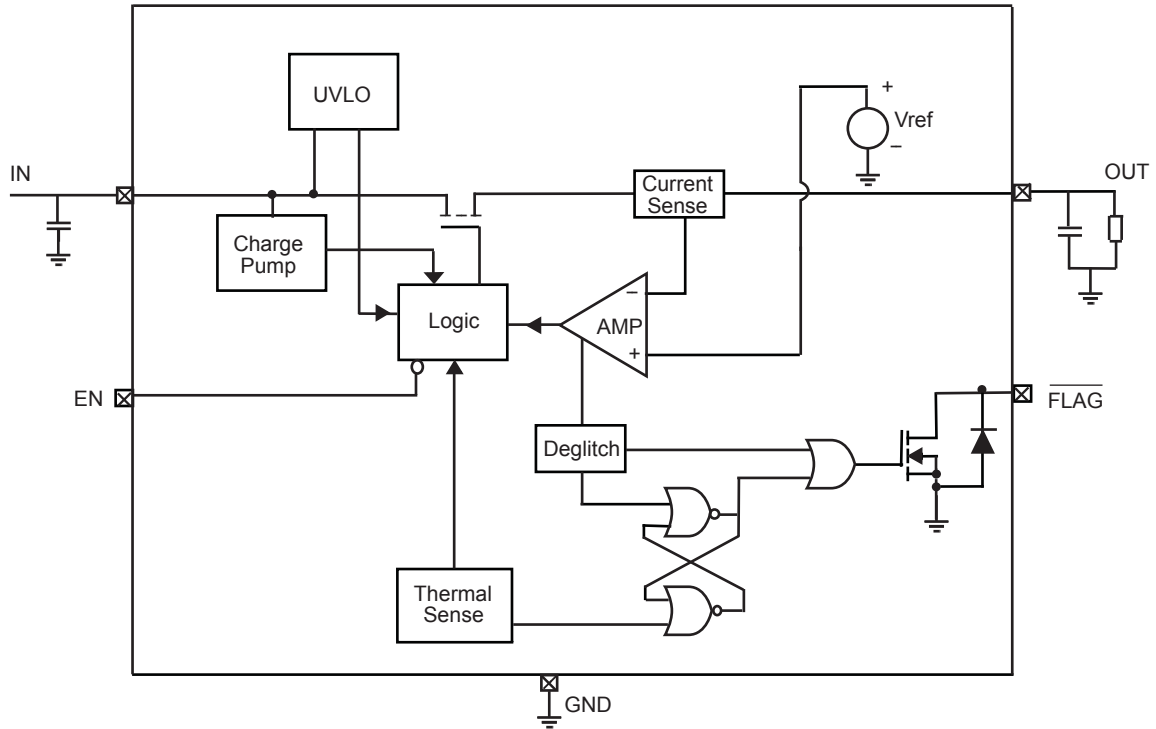 UVLO
+
Vref
–
IN
OUT
Current
Sense
Charge
Pump
–
Logic
AMP
+
EN
FLAG
Deglitch
Thermal
Sense
GND